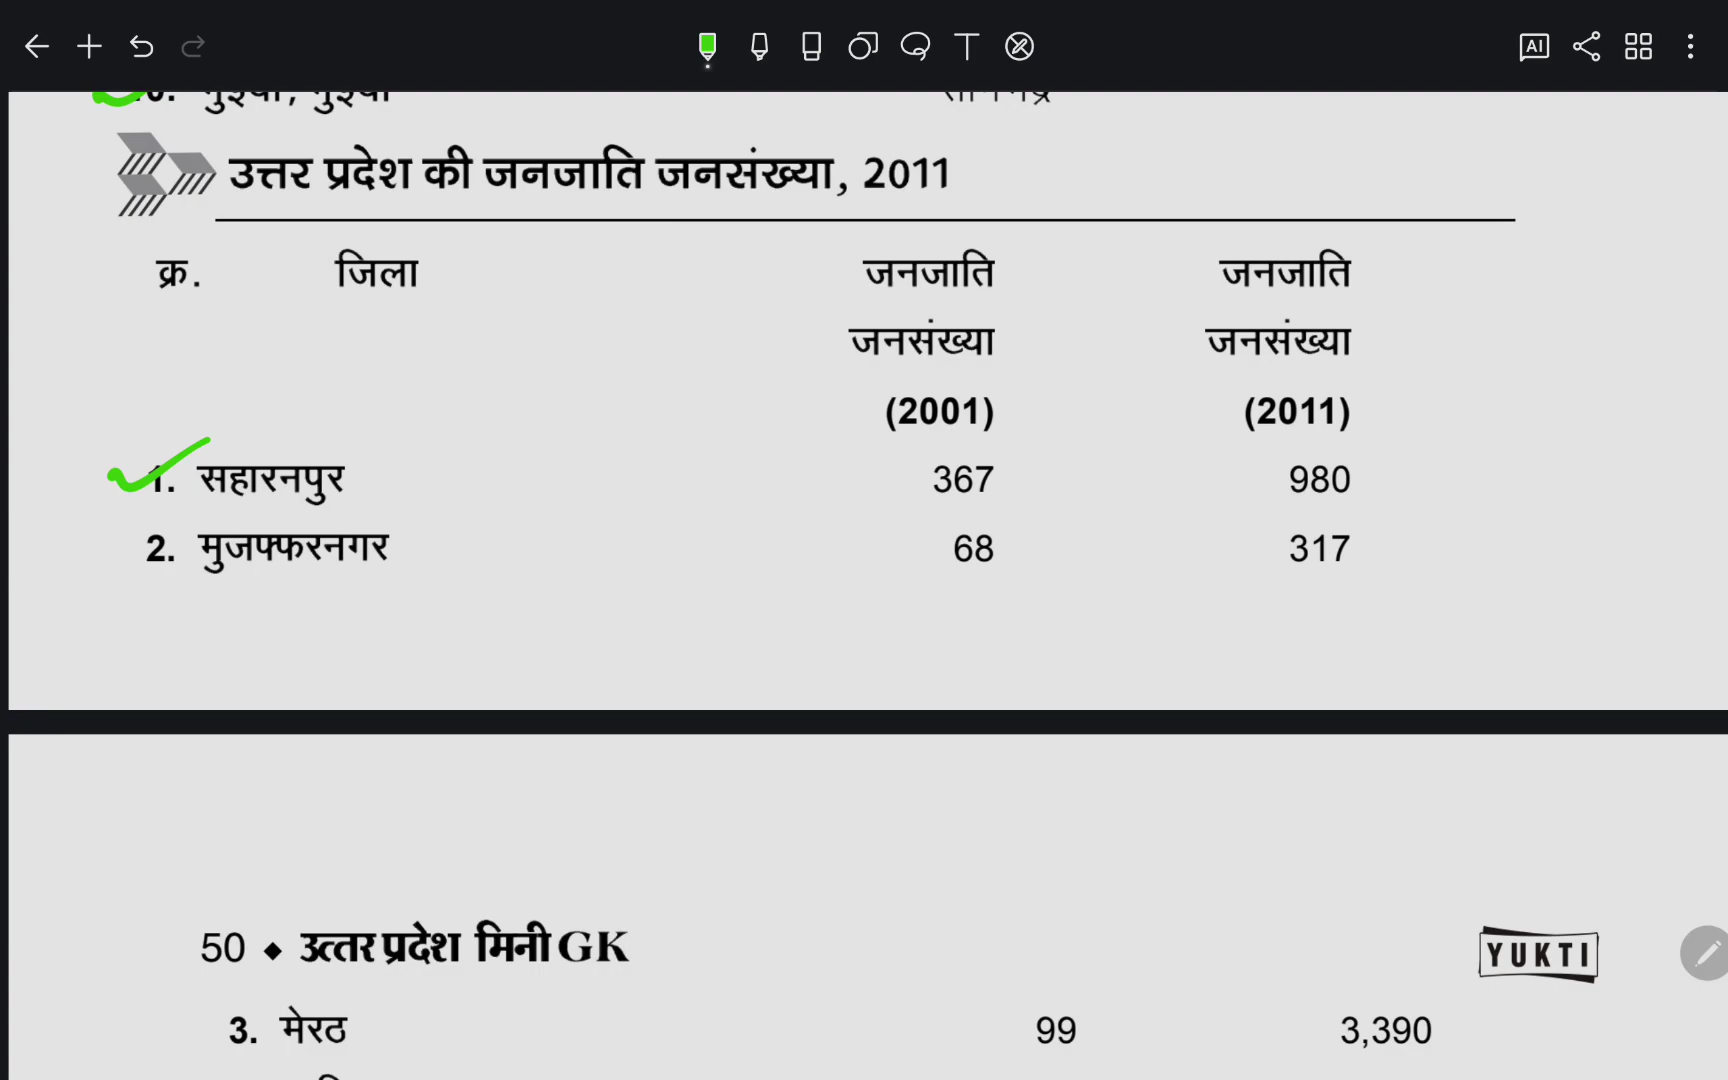 उत्तर प्रदेश की जनजाति जनसंख्या, 2011
क्र. जिला जनजाति जनजाति
जनसंख्या जनसंख्या
(2001) (2011)
1. सहारनपुर 367 980
2. मुजफ्फरनगर 68 317
50 ◆ उत्तर प्रदेश मिनी GK YUKTI
3. मेरठ 99 3,390